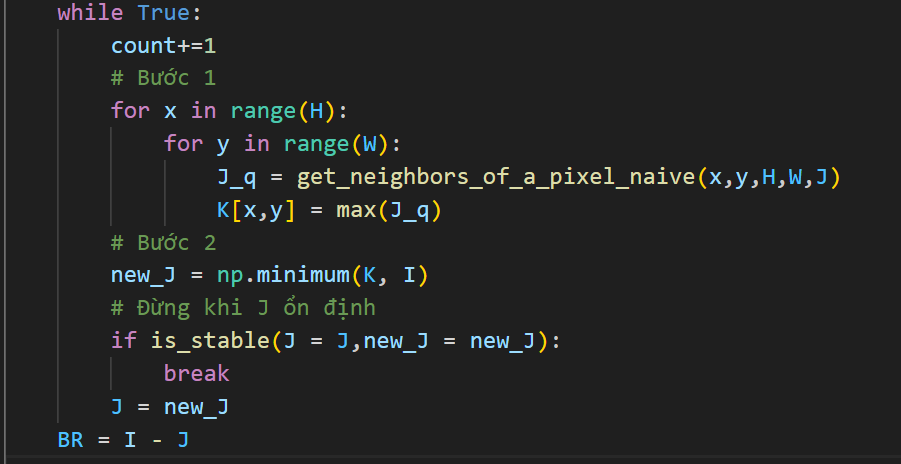 while True:
    count+=1
    # Bước 1
    for x in range(H):
        for y in range(W):
            J_q = get_neighbors_of_a_pixel_naive(x,y,H,W,J)
            K[x,y] = max(J_q)
    # Bước 2
    new_J = np.minimum(K, I)
    # Đừng khi J ổn định
    if is_stable(J = J,new_J = new_J):
        break
    J = new_J
BR = I - J